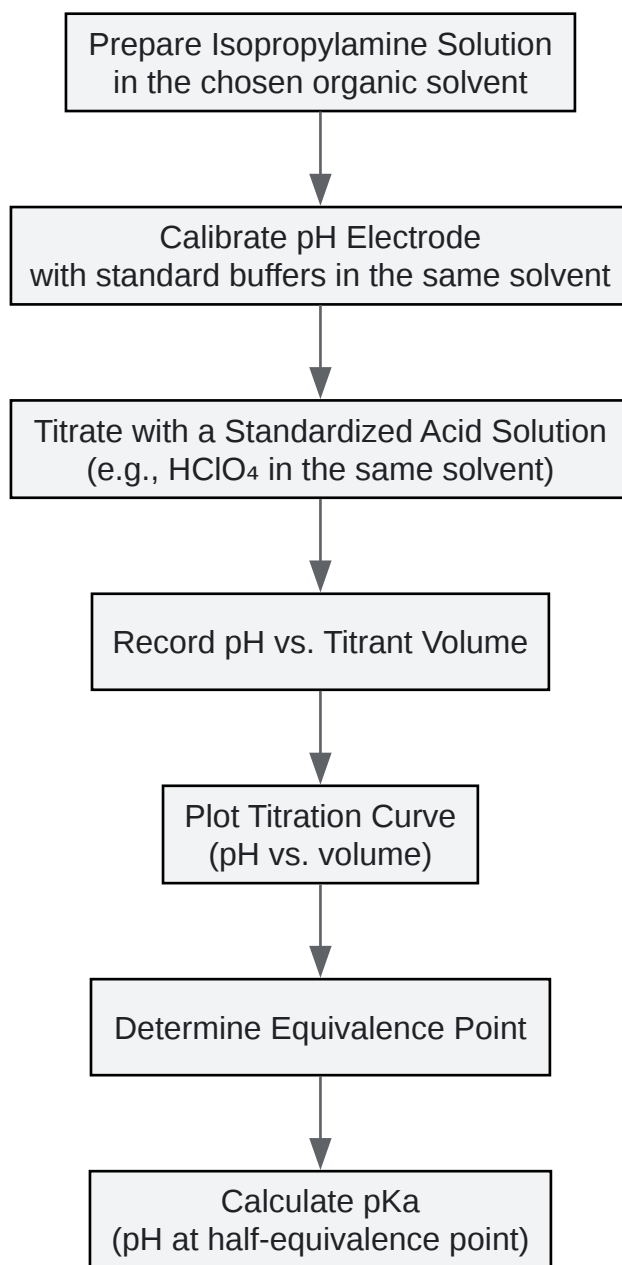 Prepare Isopropylamine Solution
in the chosen organic solvent
Calibrate pH Electrode
with standard buffers in the same solvent
Titrate with a Standardized Acid Solution
(e.g., HClO₄ in the same solvent)
Record pH vs. Titrant Volume
Plot Titration Curve
(pH vs. volume)
Determine Equivalence Point
Calculate pKa
(pH at half-equivalence point)